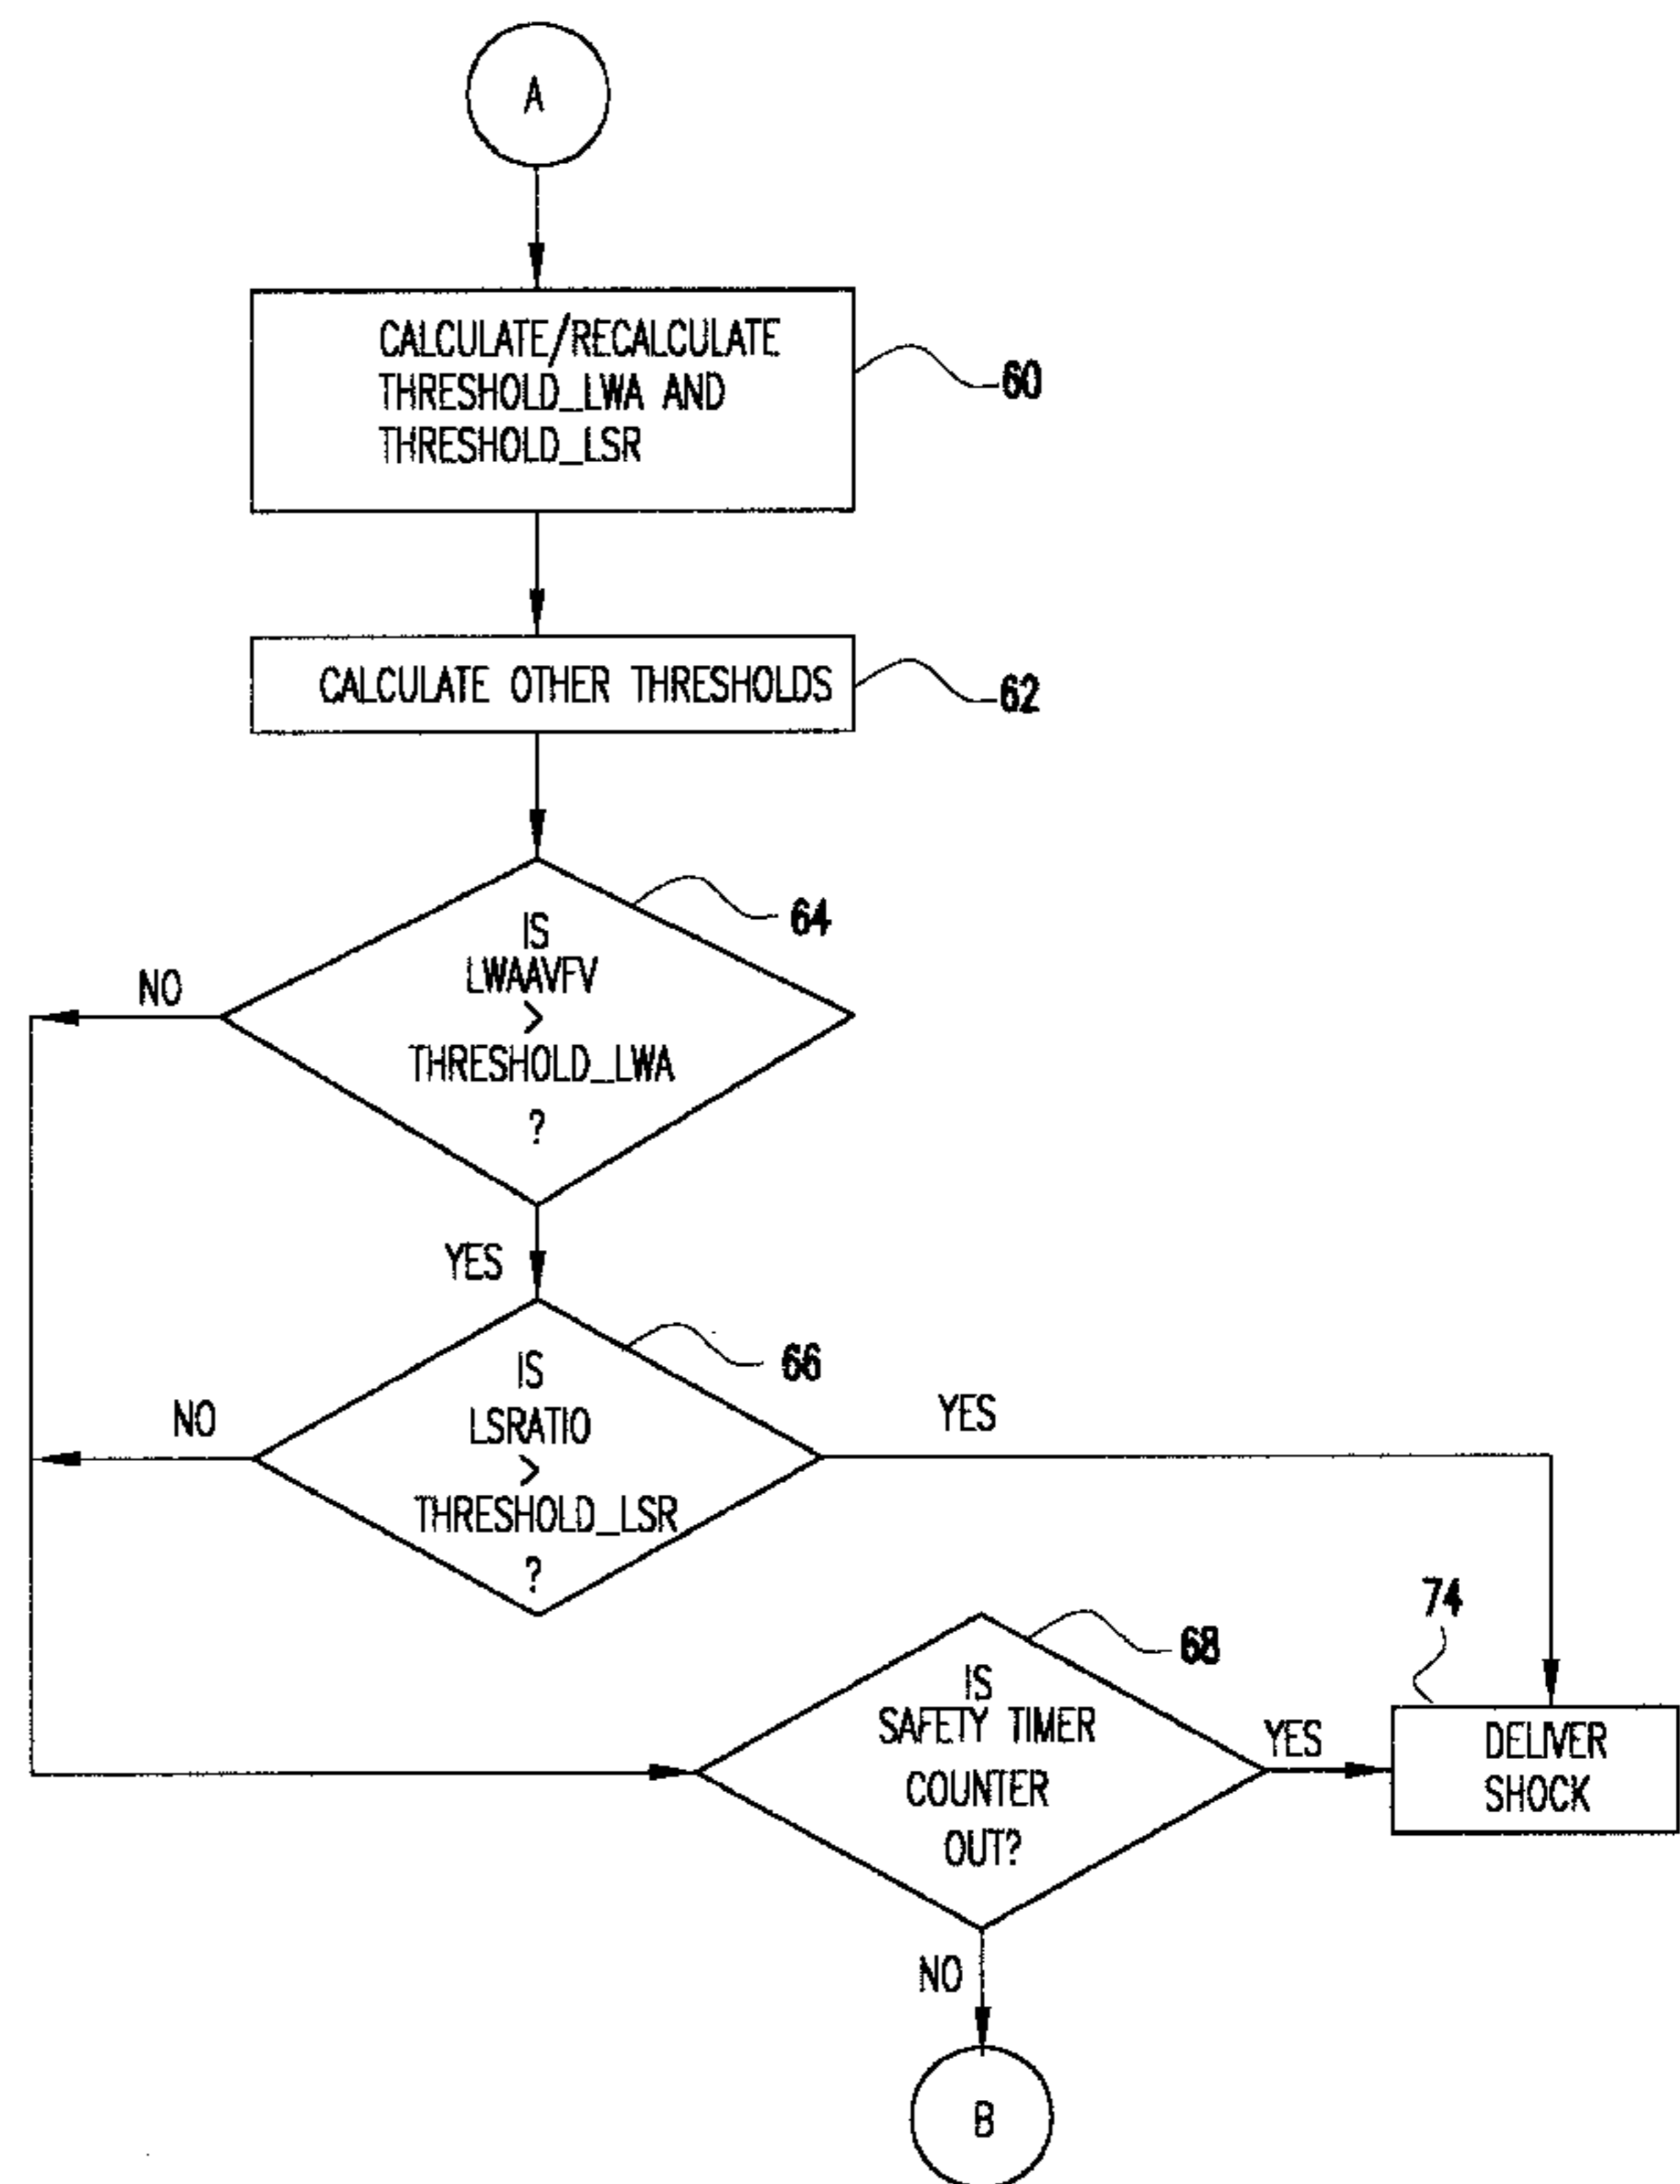 A
CALCULATE/RECALCULATE
THRESHOLD_LWA AND
THRESHOLD_LSR
60
CALCULATE OTHER THRESHOLDS
62
IS
LWAAVFV
>
THRESHOLD_LWA
?
64
NO
YES
IS
LSRATIO
>
THRESHOLD_LSR
?
66
NO
YES
IS
SAFETY TIMER
COUNTER
OUT?
68
YES
74
DELIVER
SHOCK
NO
B